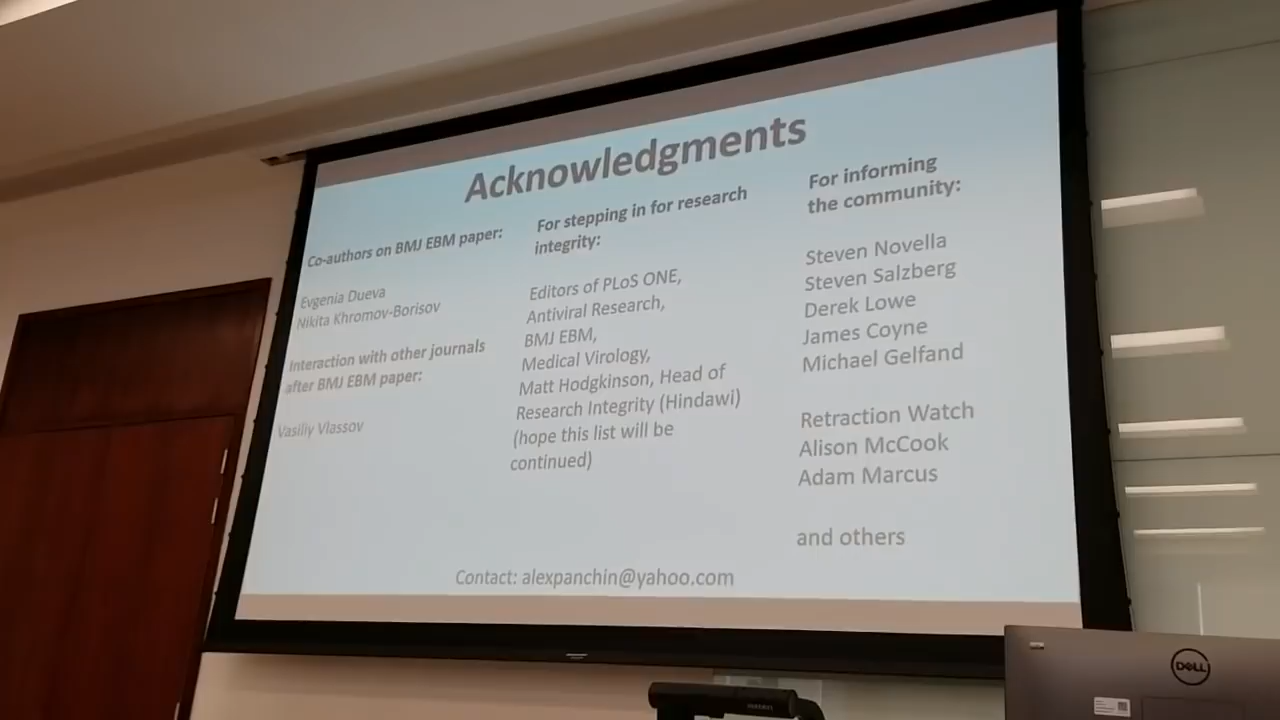 Acknowledgments
Co-authors on BMJ EBM paper:
Evgenia Dueva
Nikita Khromov-Borisov
Interaction with other journals
after BMJ EBM paper:
Vasiliy Vlassov
For stepping in for research
integrity:
Editors of PLoS ONE,
Antiviral Research,
BMJ EBM,
Medical Virology,
Matt Hodgkinson, Head of
Research Integrity (Hindawi)
(hope this list will be
continued)
For informing
the community:
Steven Novella
Steven Salzberg
Derek Lowe
James Coyne
Michael Gelfand
Retraction Watch
Alison McCook
Adam Marcus
and others
Contact: alexpanchin@yahoo.com
DELL